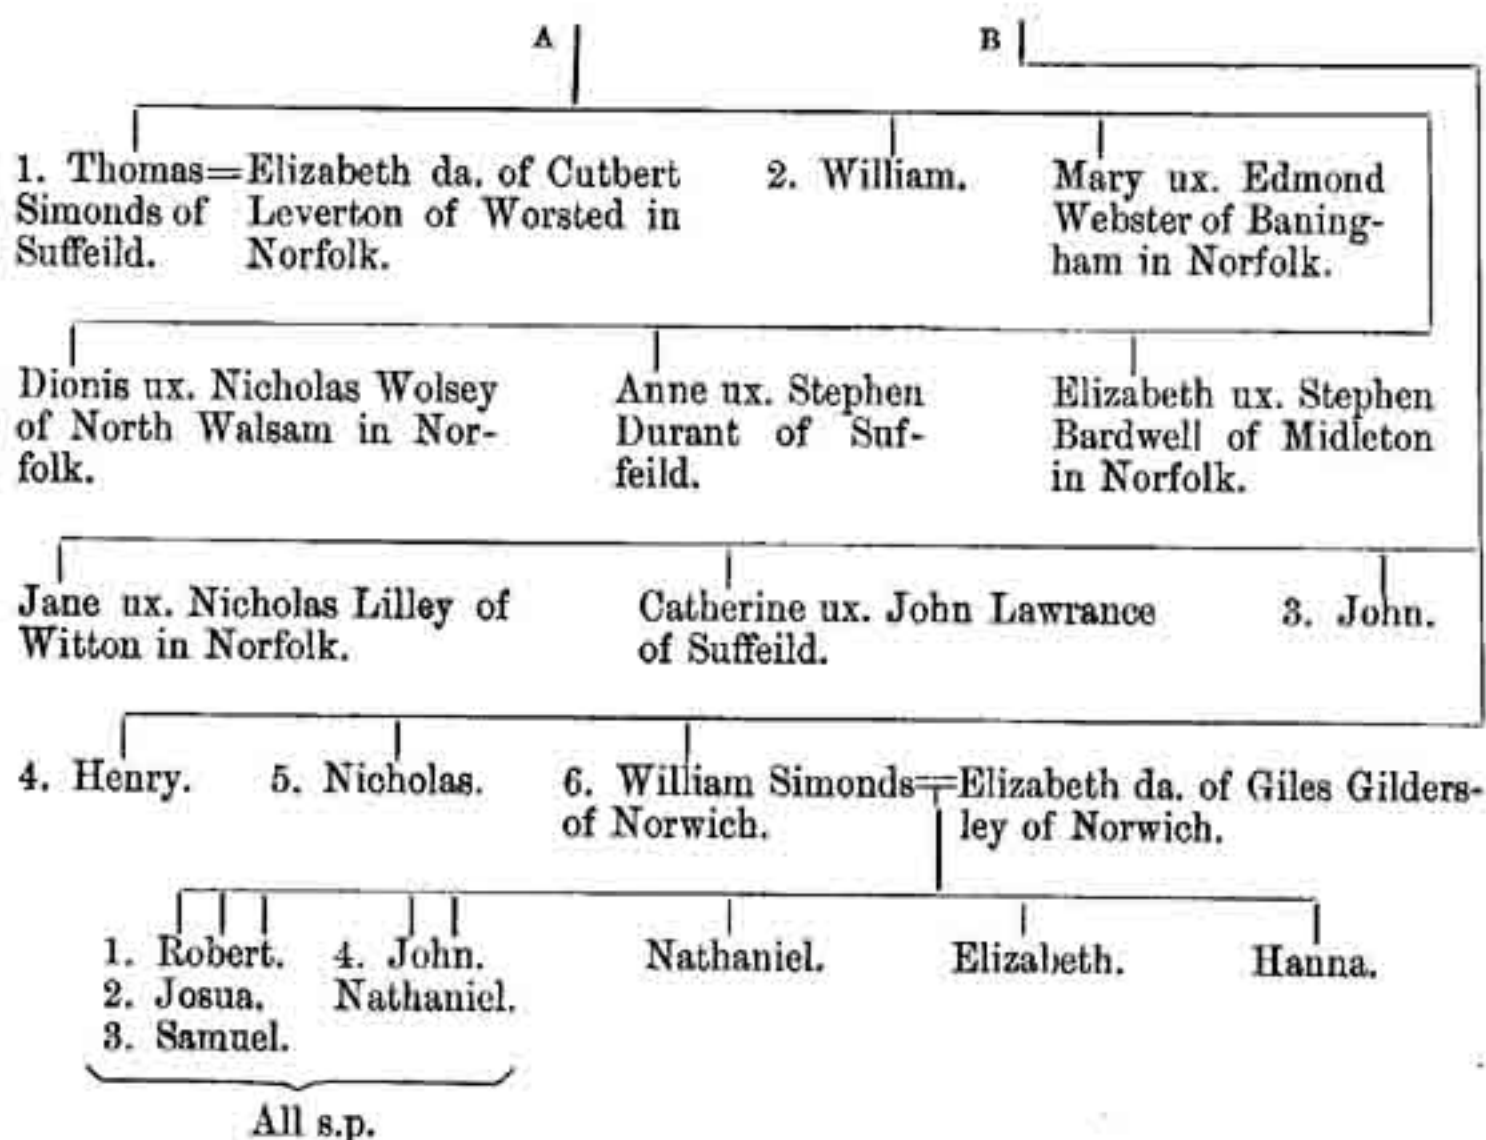 A B
1. Thomas=Elizabeth da. of Cutbert
Simonds of Leverton of Worsted in
Suffeild. Norfolk.
2. William.
Mary ux. Edmond
Webster of Baning-
ham in Norfolk.
Dionis ux. Nicholas Wolsey
of North Walsam in Nor-
folk.
Anne ux. Stephen
Durant of Suf-
feild.
Elizabeth ux. Stephen
Bardwell of Midleton
in Norfolk.
Jane ux. Nicholas Lilley of
Witton in Norfolk.
Catherine ux. John Lawrance
of Suffeild.
3. John.
4. Henry.
5. Nicholas.
6. William Simonds=Elizabeth da. of Giles Gilders-
of Norwich. ley of Norwich.
1. Robert.
2. Josua.
3. Samuel.
4. John.
Nathaniel.
All s.p.
Nathaniel.
Elizabeth.
Hanna.